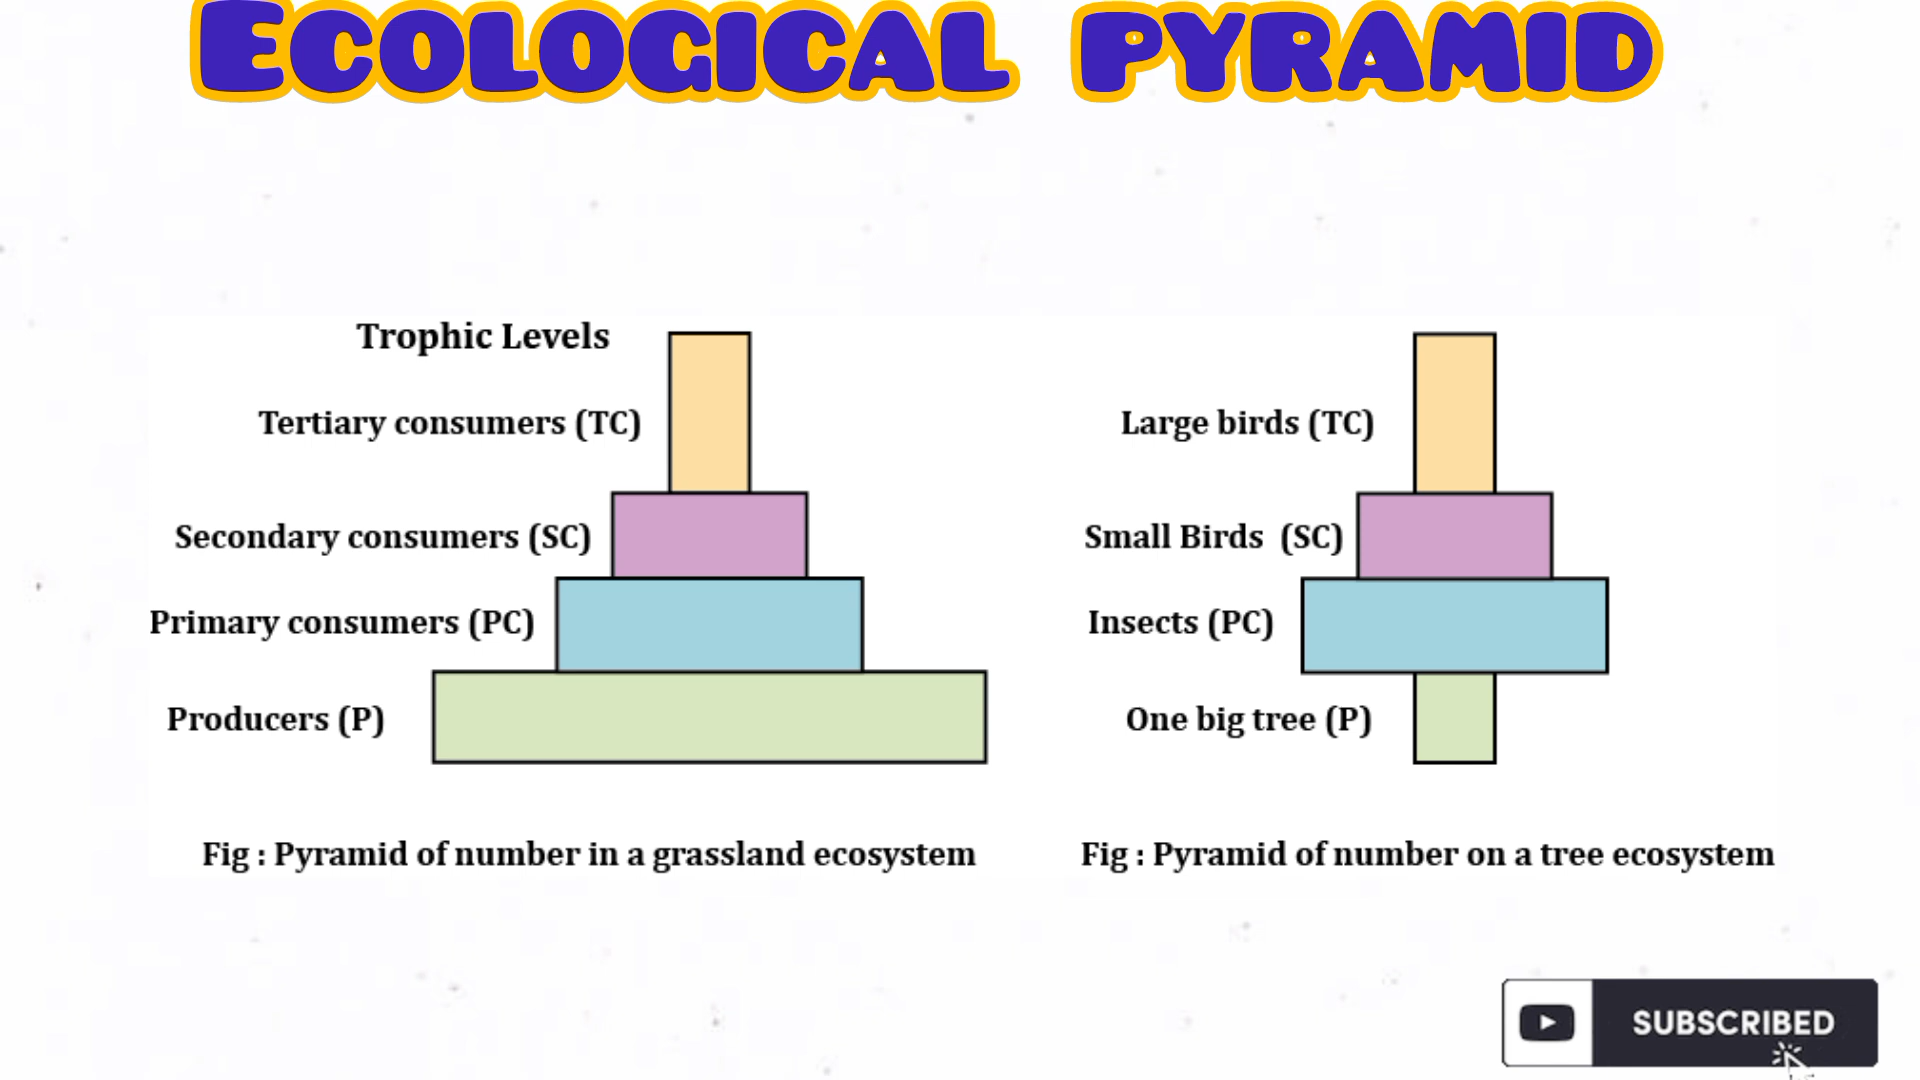 ECOLOGICAL PYRAMID
Trophic Levels
Tertiary consumers (TC)
Secondary consumers (SC)
Primary consumers (PC)
Producers (P)
Fig : Pyramid of number in a grassland ecosystem
Large birds (TC)
Small Birds (SC)
Insects (PC)
One big tree (P)
Fig : Pyramid of number on a tree ecosystem
SUBSCRIBED